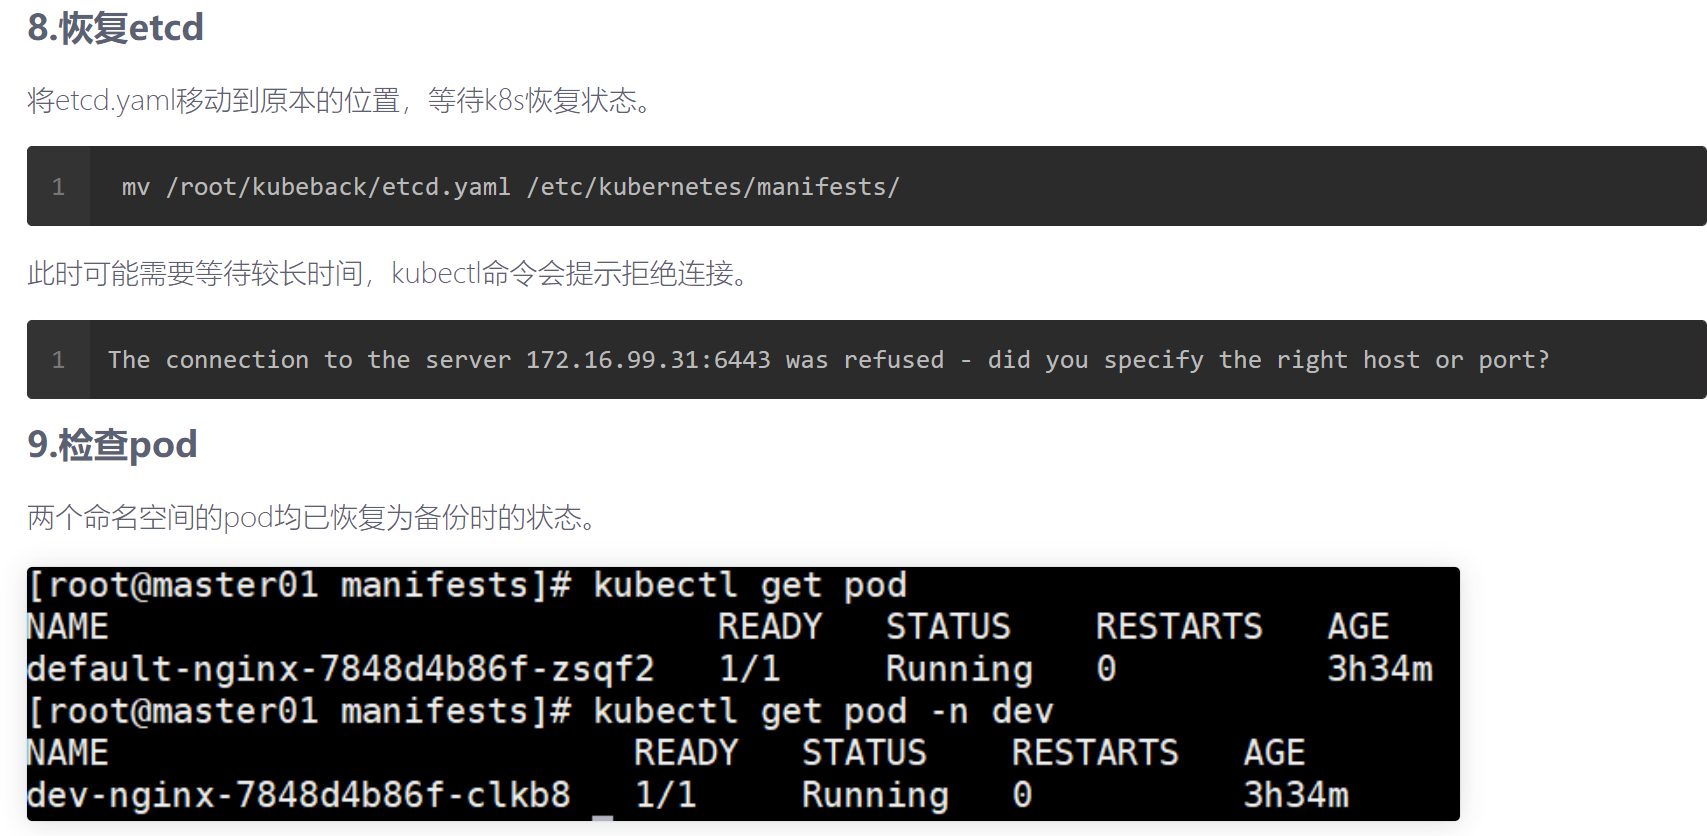 8.恢复etcd
将etcd.yaml移动到原本的位置，等待k8s恢复状态。
1 mv /root/kubeback/etcd.yaml /etc/kubernetes/manifests/
此时可能需要等待较长时间，kubectl命令会提示拒绝连接。
1 The connection to the server 172.16.99.31:6443 was refused - did you specify the right host or port?
9.检查pod
两个命名空间的pod均已恢复为备份时的状态。
[root@master01 manifests]# kubectl get pod
NAME READY STATUS RESTARTS AGE
default-nginx-7848d4b86f-zsqf2 1/1 Running 0 3h34m
[root@master01 manifests]# kubectl get pod -n dev
NAME READY STATUS RESTARTS AGE
dev-nginx-7848d4b86f-clkb8 1/1 Running 0 3h34m